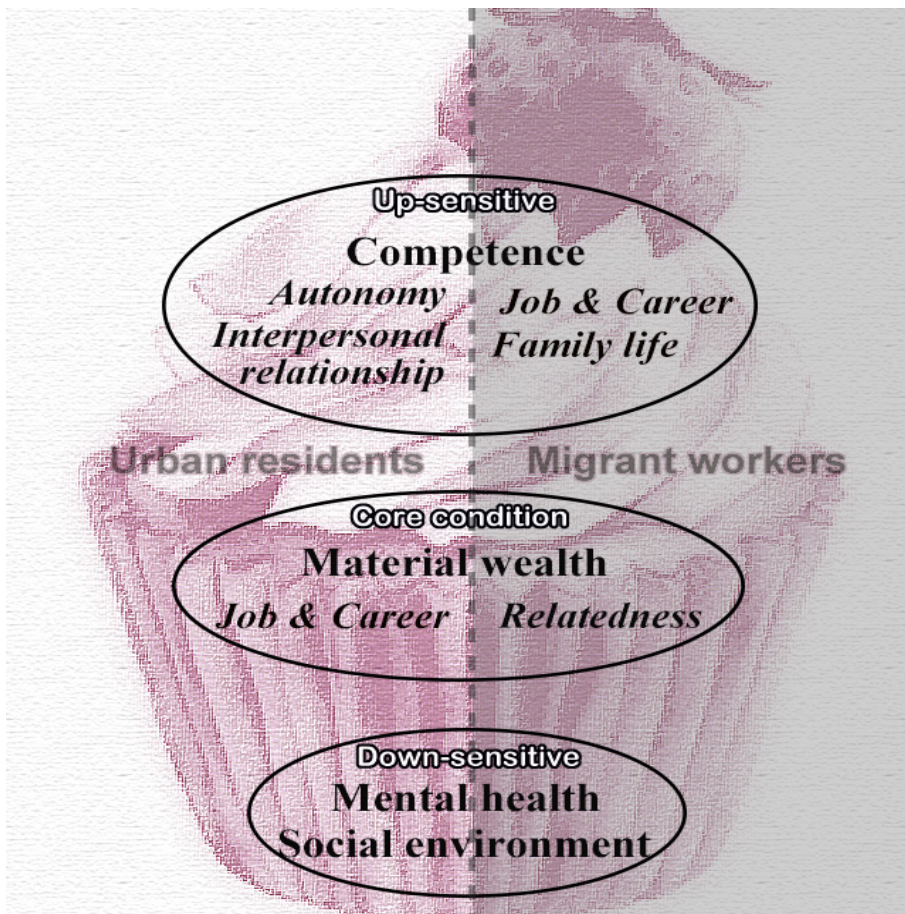 Up-sensitive
Competence
Autonomy
Interpersonal
relationship
Job & Career
Family life
Urban residents
Migrant workers
Core condition
Material wealth
Job & Career
Relatedness
Down-sensitive
Mental health
Social environment